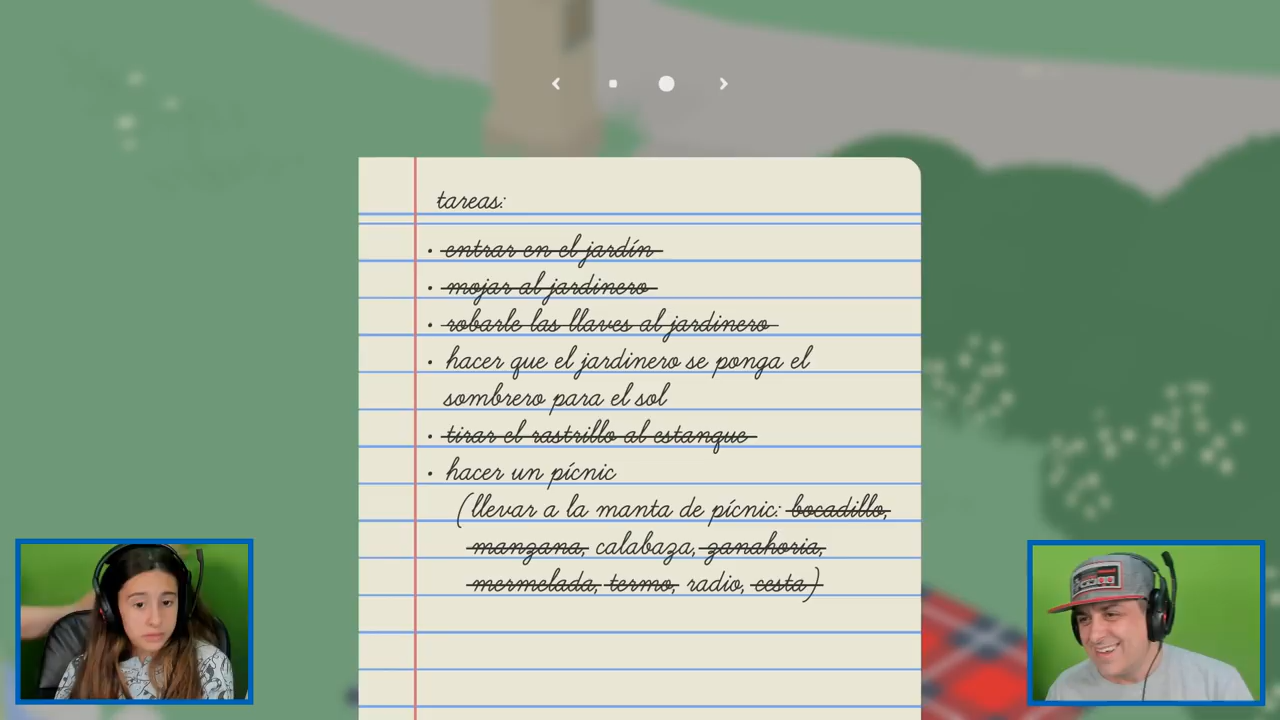 tareas:
• entrar en el jardín
• mojar al jardinero
• robarle las llaves al jardinero
• hacer que el jardinero se ponga el
sombrero para el sol
• tirar el rastrillo al estanque
• hacer un pícnic
(llevar a la manta de pícnic: bocadillo,
manzana, calabaza, zanahoria,
mermelada, termo, radio, cesta)